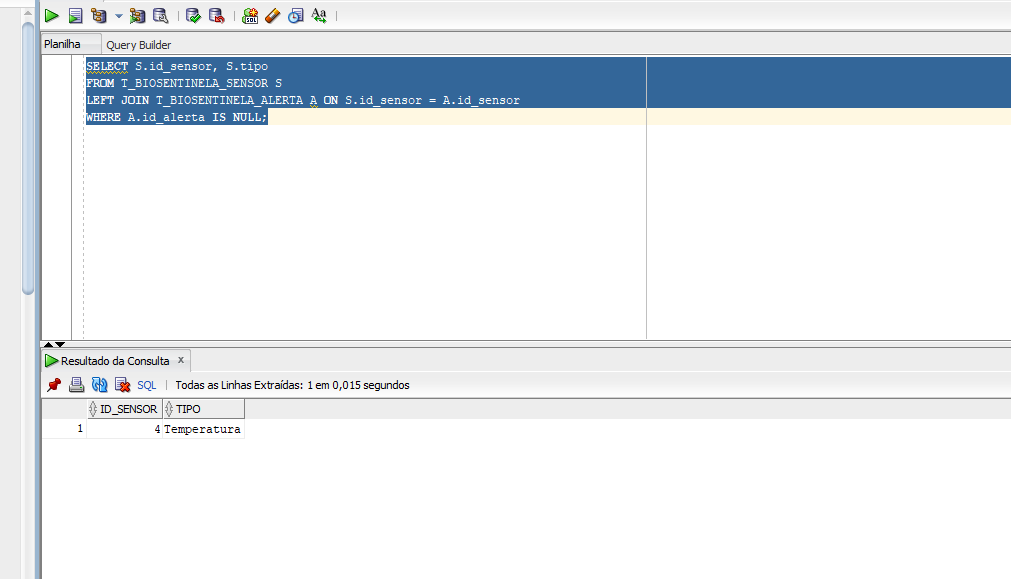 Planilha Query Builder
SELECT S.id_sensor, S.tipo
FROM T_BIOSENTINELA_SENSOR S
LEFT JOIN T_BIOSENTINELA_ALERTA A ON S.id_sensor = A.id_sensor
WHERE A.id_alerta IS NULL;
Resultado da Consulta x
SQL | Todas as Linhas Extraídas: 1 em 0,015 segundos
ID_SENSOR TIPO
1 4 Temperatura